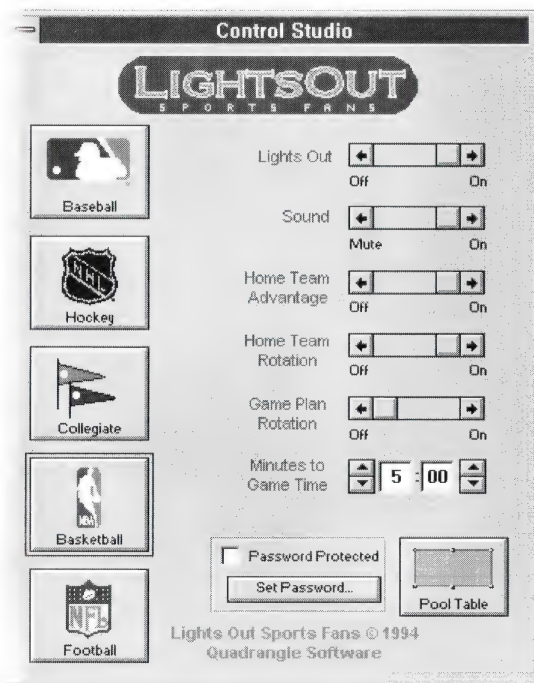 Control Studio
LIGHTSOUT
SPORTS FANS
Baseball
NHL
Hockey
Collegiate
NBA
Basketball
NFL
Football
Lights Out
Off On
Sound
Mute On
Home Team
Advantage
Off On
Home Team
Rotation
Off On
Game Plan
Rotation
Off On
Minutes to
Game Time
5 : 00
Password Protected
Set Password...
Pool Table
Lights Out Sports Fans © 1994
Quadrangle Software